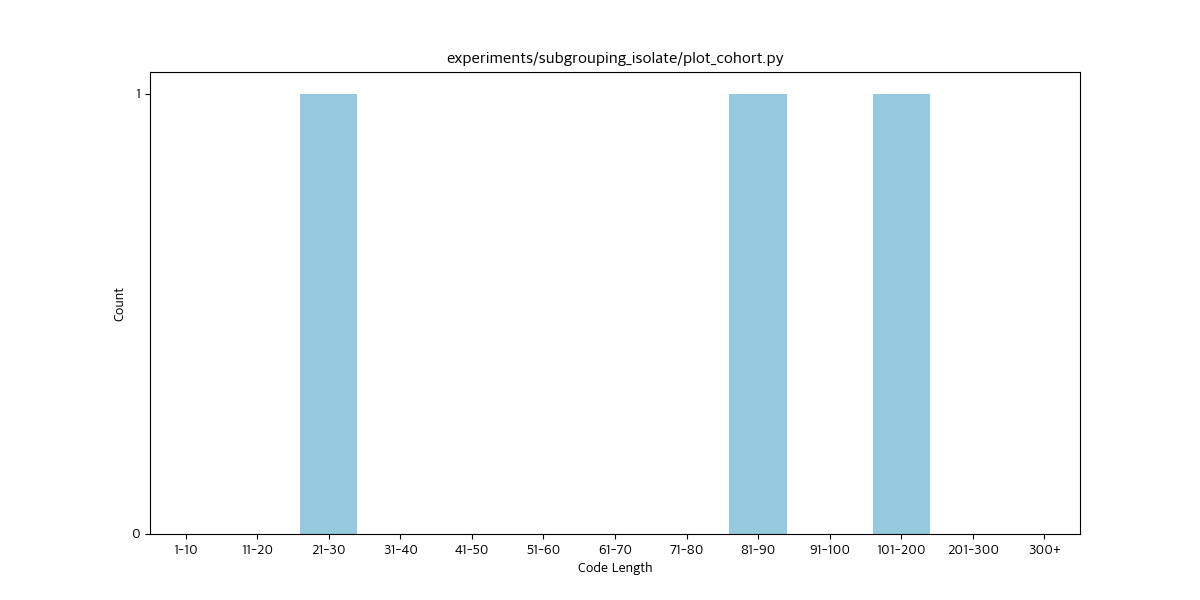 experiments/subgrouping_isolate/plot_cohort.py
1
Count
0
1-10 11-20 21-30 31-40 41-50 51-60 61-70 71-80 81-90 91-100 101-200 201-300 300+
Code Length